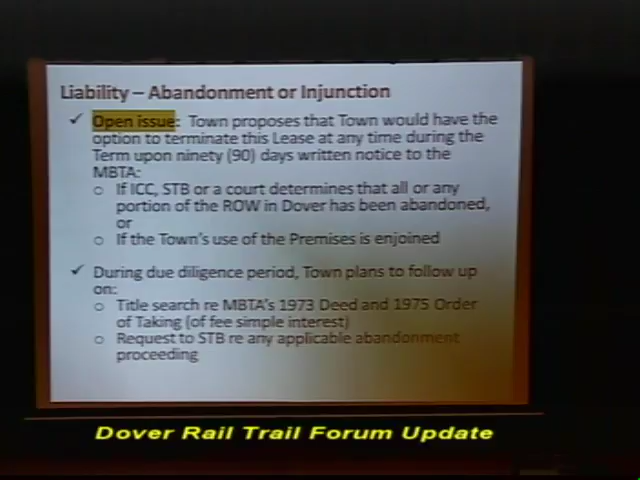 Liability – Abandonment or Injunction
✓ Open issue: Town proposes that Town would have the
option to terminate this Lease at any time during the
Term upon ninety (90) days written notice to the
MBTA:
o If ICC, STB or a court determines that all or any
portion of the ROW in Dover has been abandoned,
or
o If the Town's use of the Premises is enjoined
✓ During due diligence period, Town plans to follow up
on:
o Title search re MBTA's 1973 Deed and 1975 Order
of Taking (of fee simple interest)
o Request to STB re any applicable abandonment
proceeding
Dover Rail Trail Forum Update